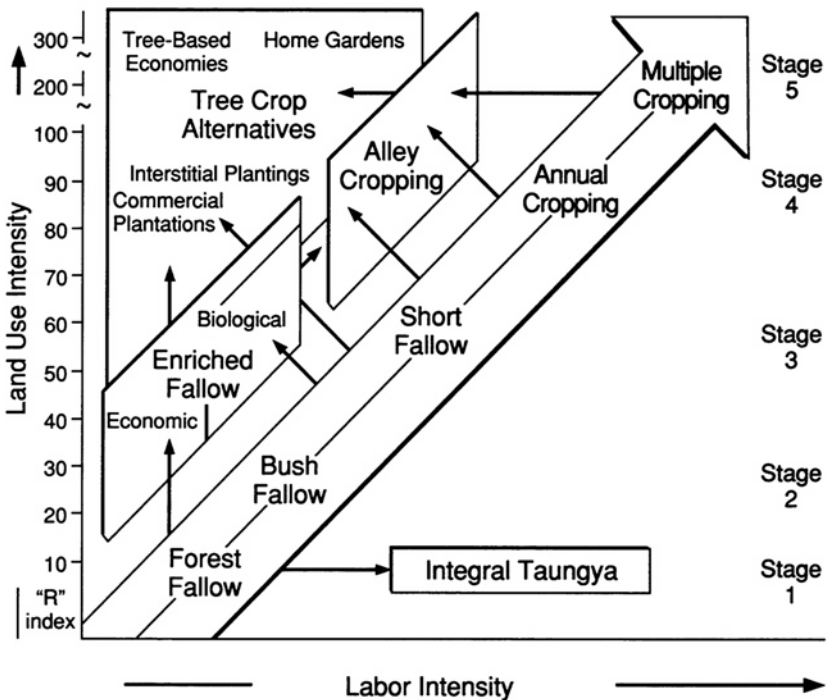 300
~
200
~
100
90
80
70
60
50
40
30
20
10
"R"
index
Land Use Intensity
Tree-Based
Economies
Home Gardens
Tree Crop
Alternatives
Interstitial Plantings
Commercial
Plantations
Alley
Cropping
Multiple
Cropping
Annual
Cropping
Biological
Enriched
Fallow
Economic
Short
Fallow
Bush
Fallow
Forest
Fallow
Integral Taungya
Stage
5
Stage
4
Stage
3
Stage
2
Stage
1
Labor Intensity